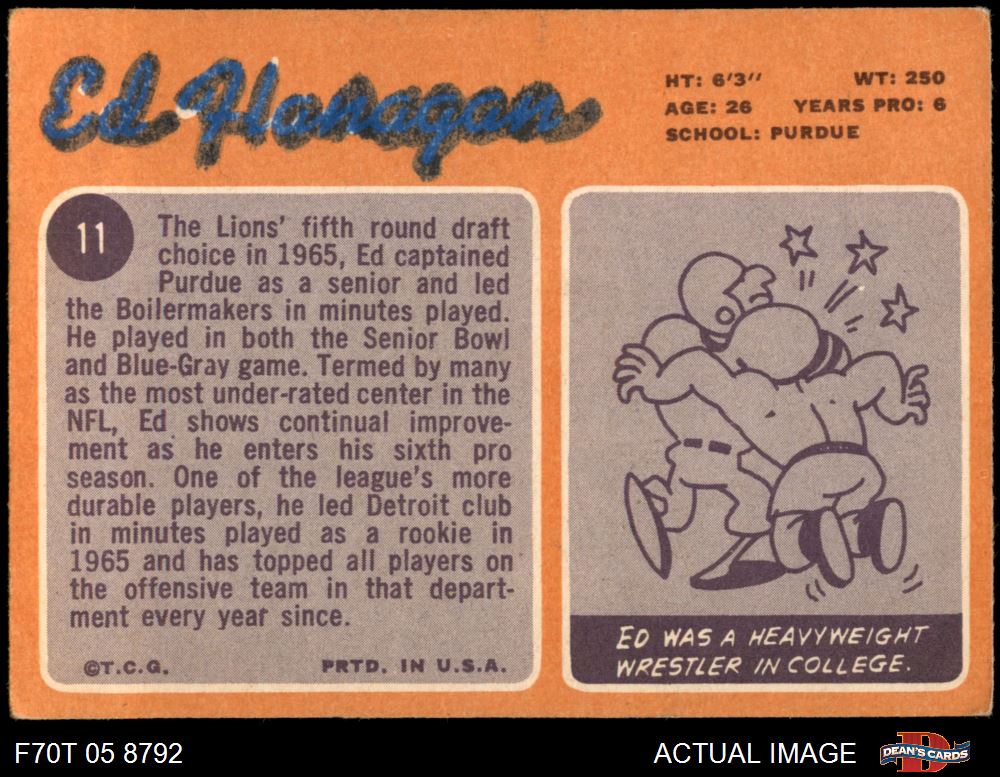 Ed Flanagan
HT: 6'3" WT: 250
AGE: 26 YEARS PRO: 6
SCHOOL: PURDUE
11
The Lions' fifth round draft
choice in 1965, Ed captained
Purdue as a senior and led
the Boilermakers in minutes played.
He played in both the Senior Bowl
and Blue-Gray game. Termed by many
as the most under-rated center in the
NFL, Ed shows continual improve-
ment as he enters his sixth pro
season. One of the league's more
durable players, he led Detroit club
in minutes played as a rookie in
1965 and has topped all players on
the offensive team in that depart-
ment every year since.
©T.C.G. PRTD. IN U.S.A.
ED WAS A HEAVYWEIGHT
WRESTLER IN COLLEGE.
F70T 05 8792
ACTUAL IMAGE
DEAN'S CARDS